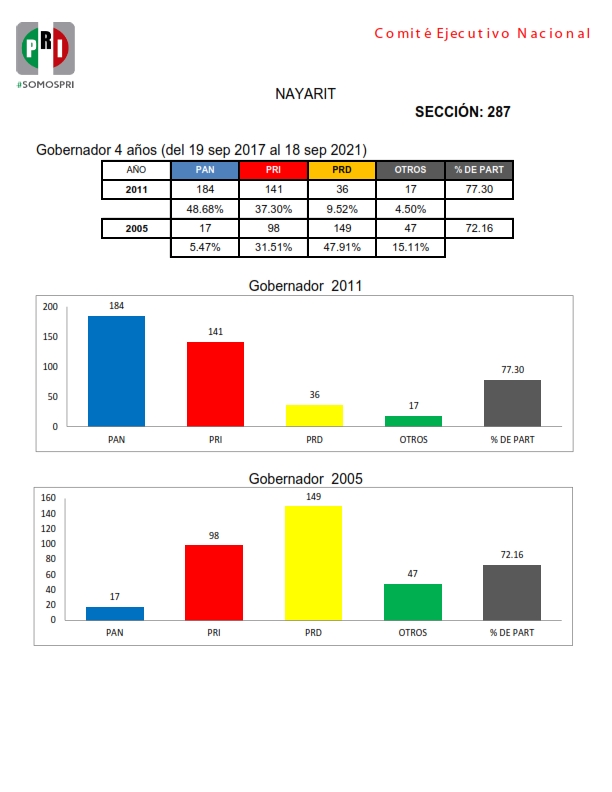 PRI
#SOMOSPRI
Comité Ejecutivo Nacional
NAYARIT
SECCIÓN: 287
Gobernador 4 años (del 19 sep 2017 al 18 sep 2021)
AÑO PAN PRI PRD OTROS % DE PART
2011 184 141 36 17 77.30
48.68% 37.30% 9.52% 4.50%
2005 17 98 149 47 72.16
5.47% 31.51% 47.91% 15.11%
Gobernador 2011
200
150
100
50
0
184
141
36
17
77.30
PAN PRI PRD OTROS % DE PART
Gobernador 2005
160
140
120
100
80
60
40
20
0
17
98
149
47
72.16
PAN PRI PRD OTROS % DE PART